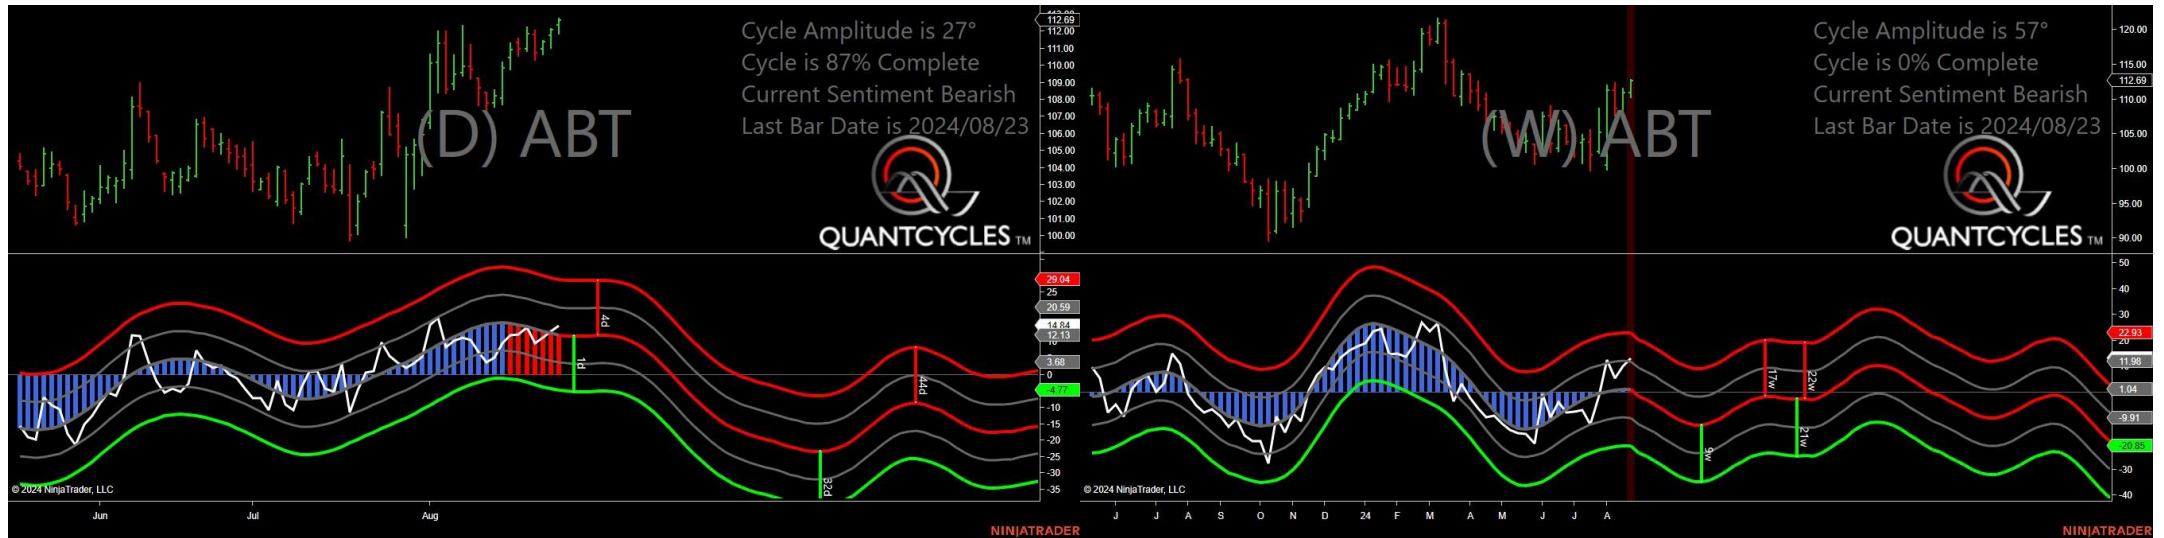 Cycle Amplitude is 27°
Cycle is 87% Complete
Current Sentiment Bearish
Last Bar Date is 2024/08/23
(D) ABT
QUANTCYCLES TM
112.69
112.00
111.00
110.00
109.00
108.00
107.00
106.00
105.00
104.00
103.00
102.00
101.00
100.00
29.04
25
20.59
14.84
12.13
3.68
0
-4.77
-10
-15
-20
-25
-30
-35
4d
1d
44d
32d
© 2024 NinjaTrader, LLC
Jun
Jul
Aug
NINJATRADER
Cycle Amplitude is 57°
Cycle is 0% Complete
Current Sentiment Bearish
Last Bar Date is 2024/08/23
(W) ABT
QUANTCYCLES TM
120.00
115.00
112.69
110.00
105.00
100.00
95.00
90.00
50
40
30
22.93
20
11.98
1.04
-9.91
-20.85
-30
-40
17w
22w
9w
21w
© 2024 NinjaTrader, LLC
J J A S O N D 24 F M A M J J A
NINJATRADER